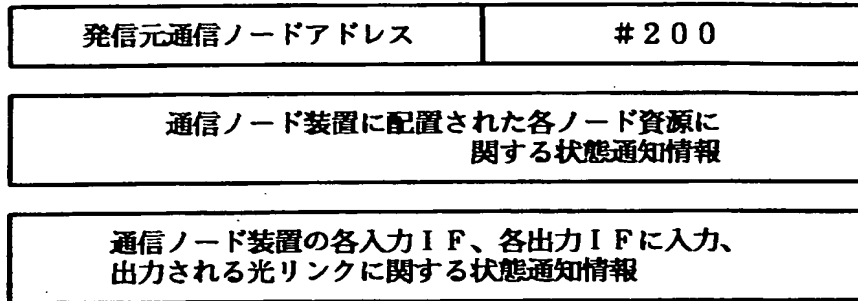 発信元通信ノードアドレス #200
通信ノード装置に配置された各ノード資源に
関する状態通知情報
通信ノード装置の各入力IF、各出力IFに入力、
出力される光リンクに関する状態通知情報